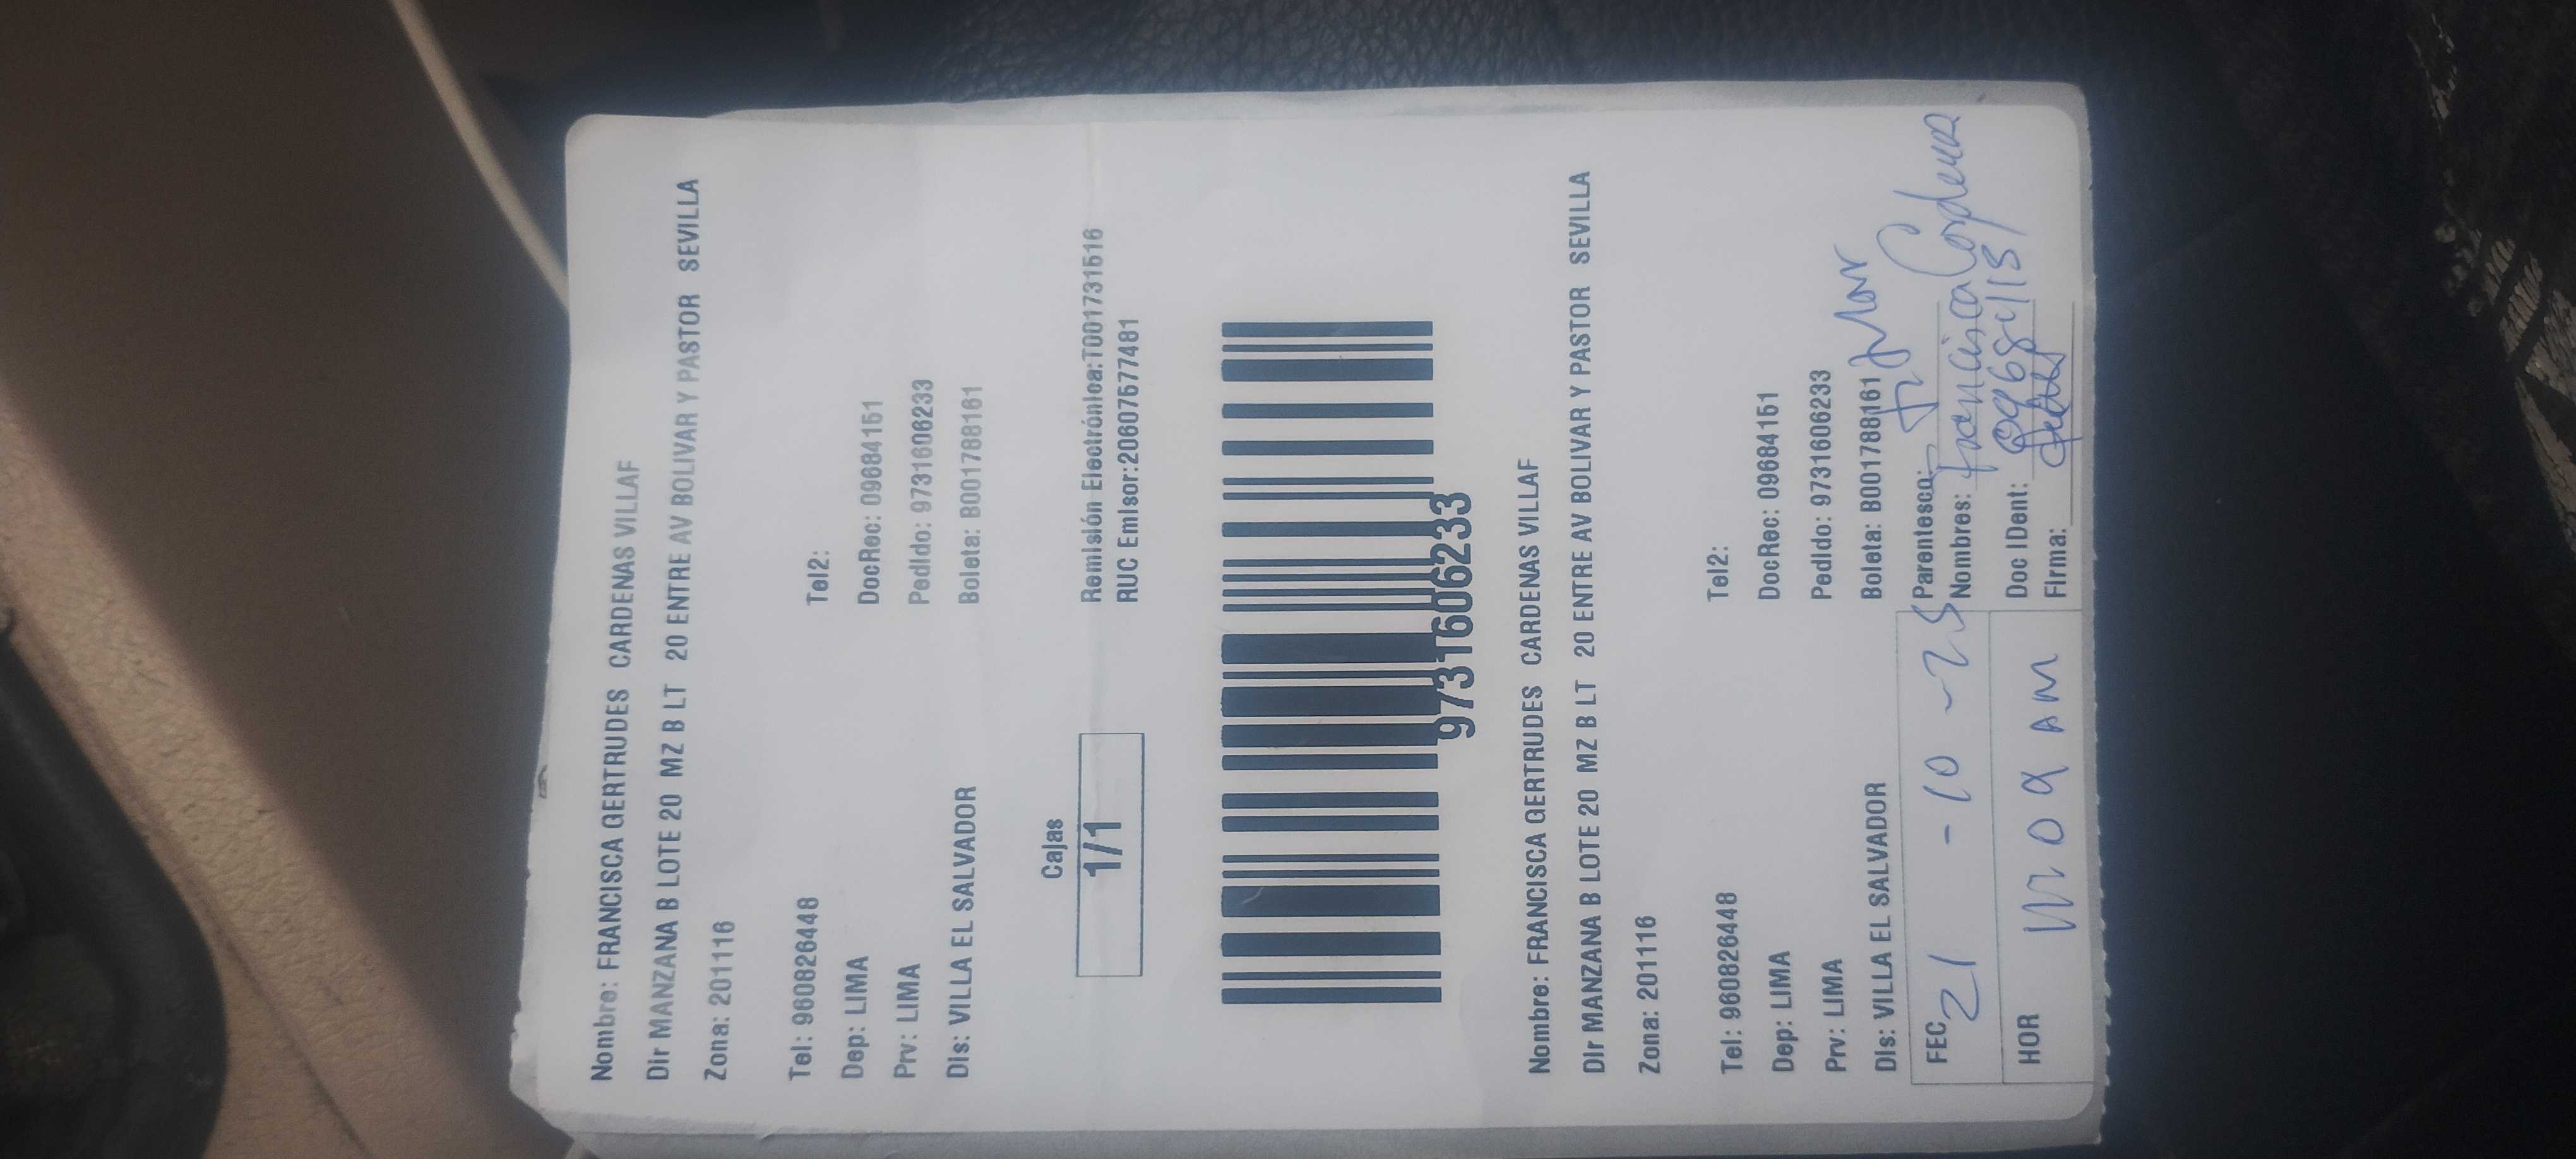 Nombre: FRANCISCA GERTRUDES CARDENAS VILLAF
Dir MANZANA B LOTE 20 MZ B LT 20 ENTRE AV BOLIVAR Y PASTOR SEVILLA
Zona: 201116
Tel: 960826448 Tel2:
Dep: LIMA DocRec: 09684151
Prv: LIMA Pedido: 9731606233
Dis: VILLA EL SALVADOR Boleta: B001788161
Cajas
1/1
Remisión Electrónica:T001731516
RUC Emisor:20607577481
9731606233
Nombre: FRANCISCA GERTRUDES CARDENAS VILLAF
Dir MANZANA B LOTE 20 MZ B LT 20 ENTRE AV BOLIVAR Y PASTOR SEVILLA
Zona: 201116
Tel: 960826448 Tel2:
Dep: LIMA DocRec: 09684151
Prv: LIMA Pedido: 9731606233
Dis: VILLA EL SALVADOR Boleta: B001788161
FEC 21-10-25 Parentesco:
Nombres: Francisca
HOR Doc IDent:
Firma: